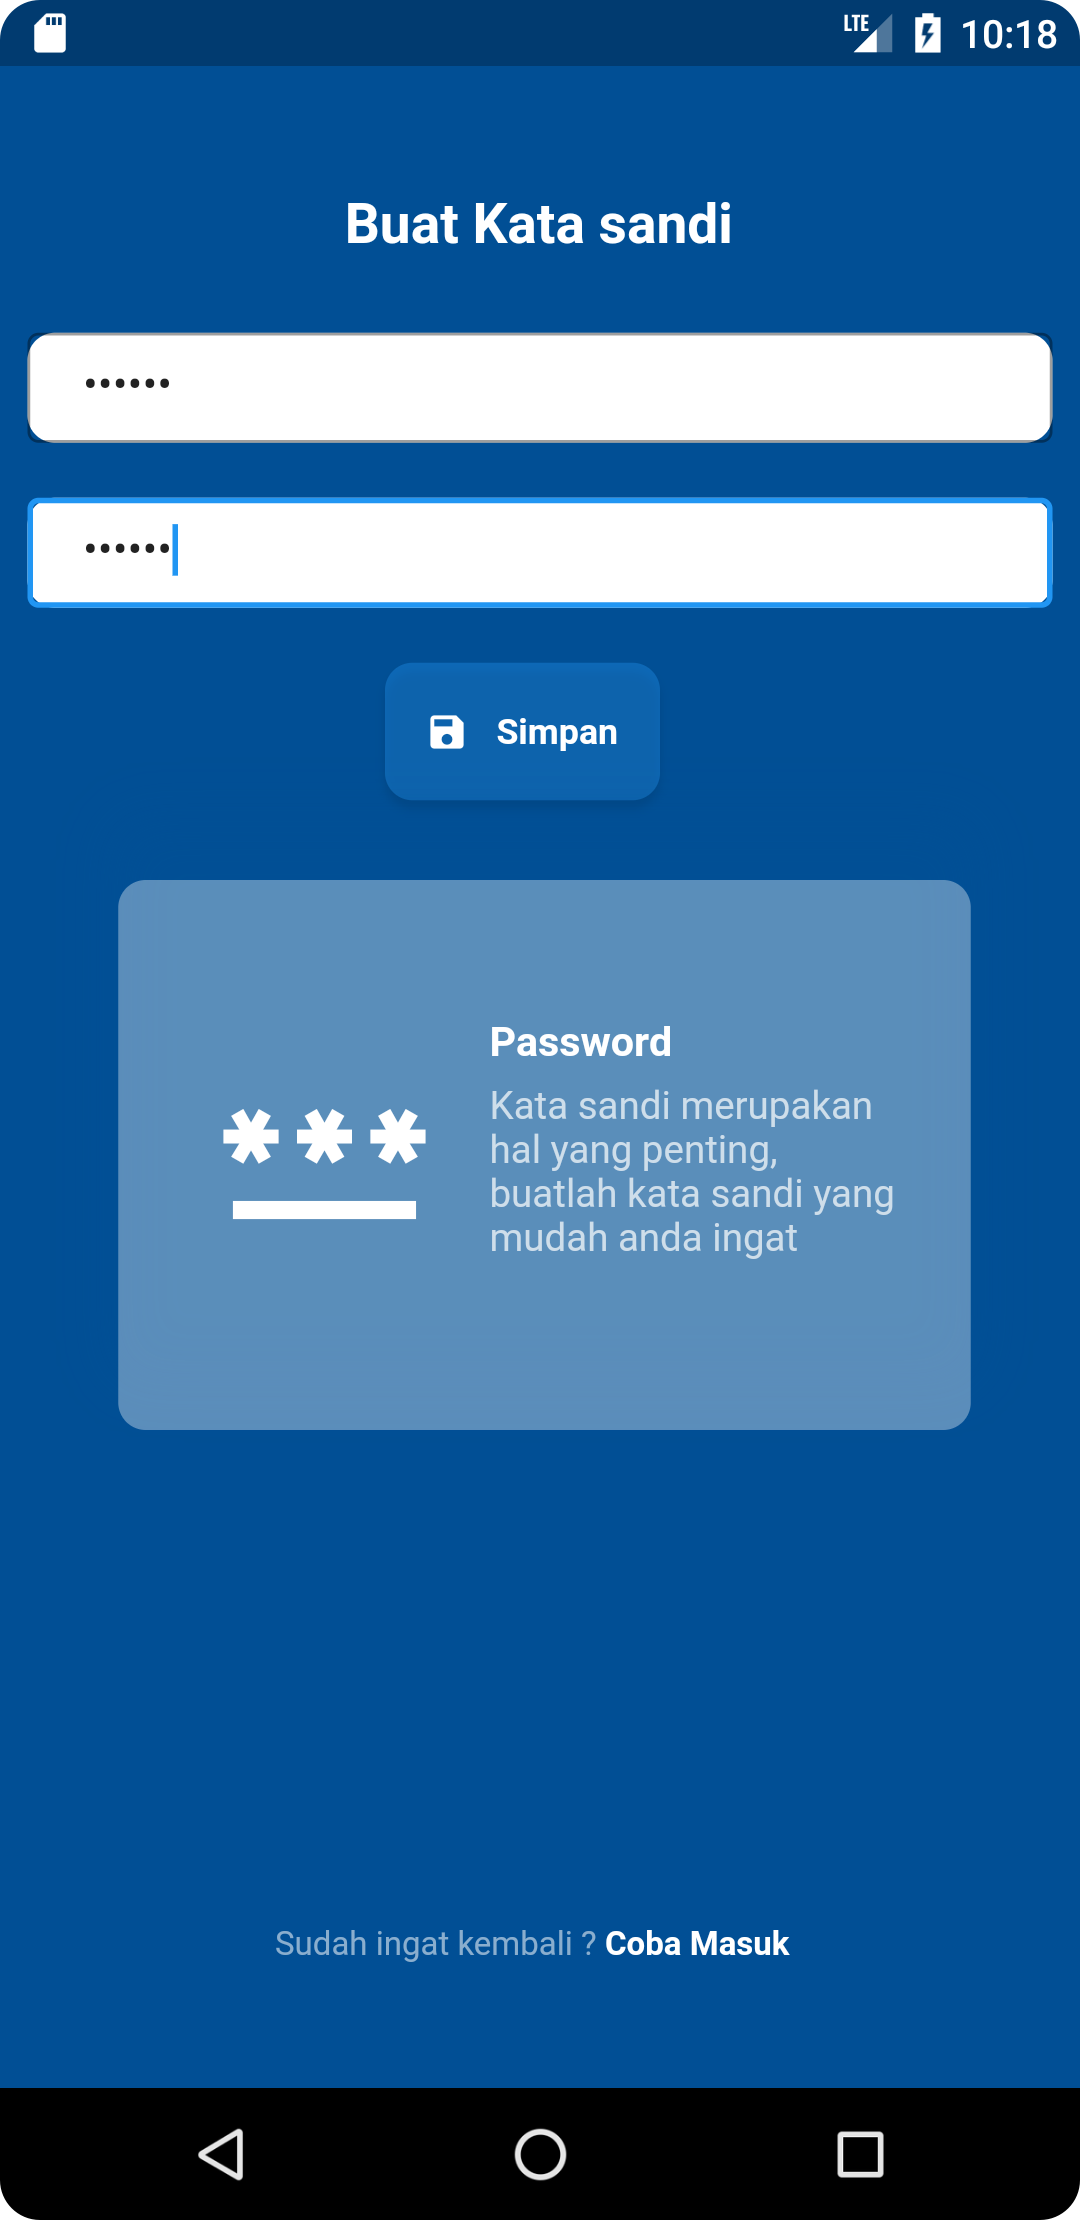 LTE 10:18
Buat Kata sandi
••••••
••••••
Simpan
Password
Kata sandi merupakan
hal yang penting,
buatlah kata sandi yang
mudah anda ingat
Sudah ingat kembali ? Coba Masuk